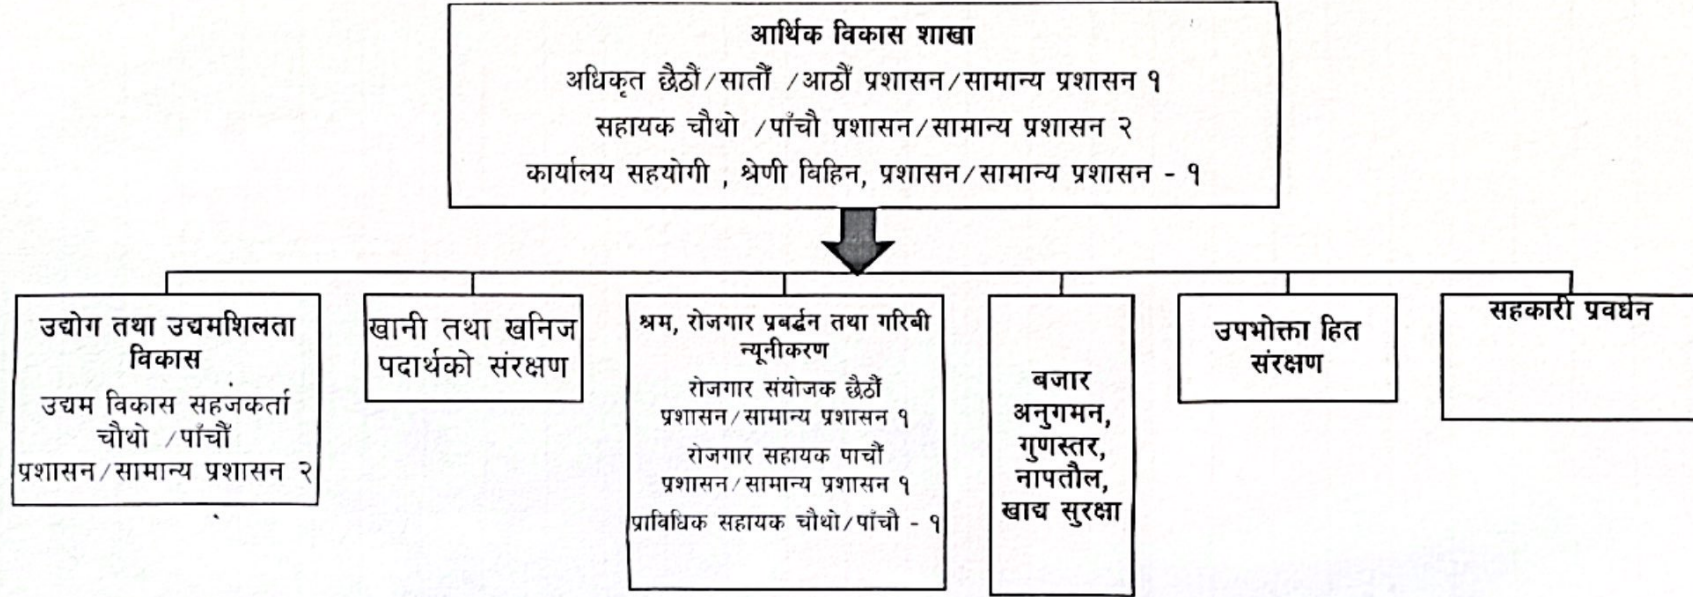 आर्थिक विकास शाखा
अधिकृत छैठौं/सातौं /आठौं प्रशासन/सामान्य प्रशासन १
सहायक चौथो /पाँचौ प्रशासन/सामान्य प्रशासन २
कार्यालय सहयोगी , श्रेणी विहिन, प्रशासन/सामान्य प्रशासन - १
उद्योग तथा उद्यमशिलता
विकास
उद्यम विकास सहजकर्ता
चौथो /पाँचौं
प्रशासन/सामान्य प्रशासन २
खानी तथा खनिज
पदार्थको संरक्षण
श्रम, रोजगार प्रबर्द्धन तथा गरिबी
न्यूनीकरण
रोजगार संयोजक छैठौं
प्रशासन/सामान्य प्रशासन १
रोजगार सहायक पाचौं
प्रशासन/सामान्य प्रशासन १
प्राविधिक सहायक चौथो/पाँचौ - १
बजार
अनुगमन,
गुणस्तर,
नापतौल,
खाद्य सुरक्षा
उपभोक्ता हित
संरक्षण
सहकारी प्रवर्धन